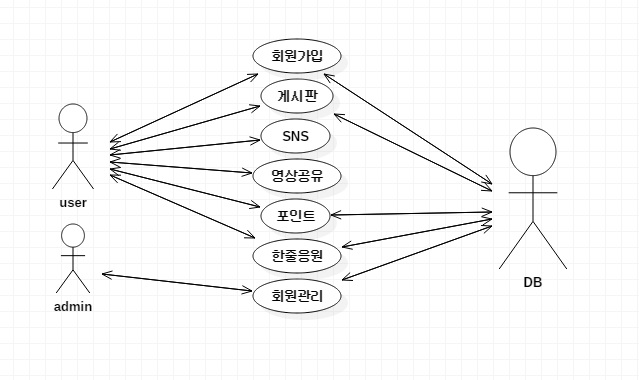 회원가입
게시판
SNS
영상공유
포인트
한줄응원
회원관리
user
admin
DB